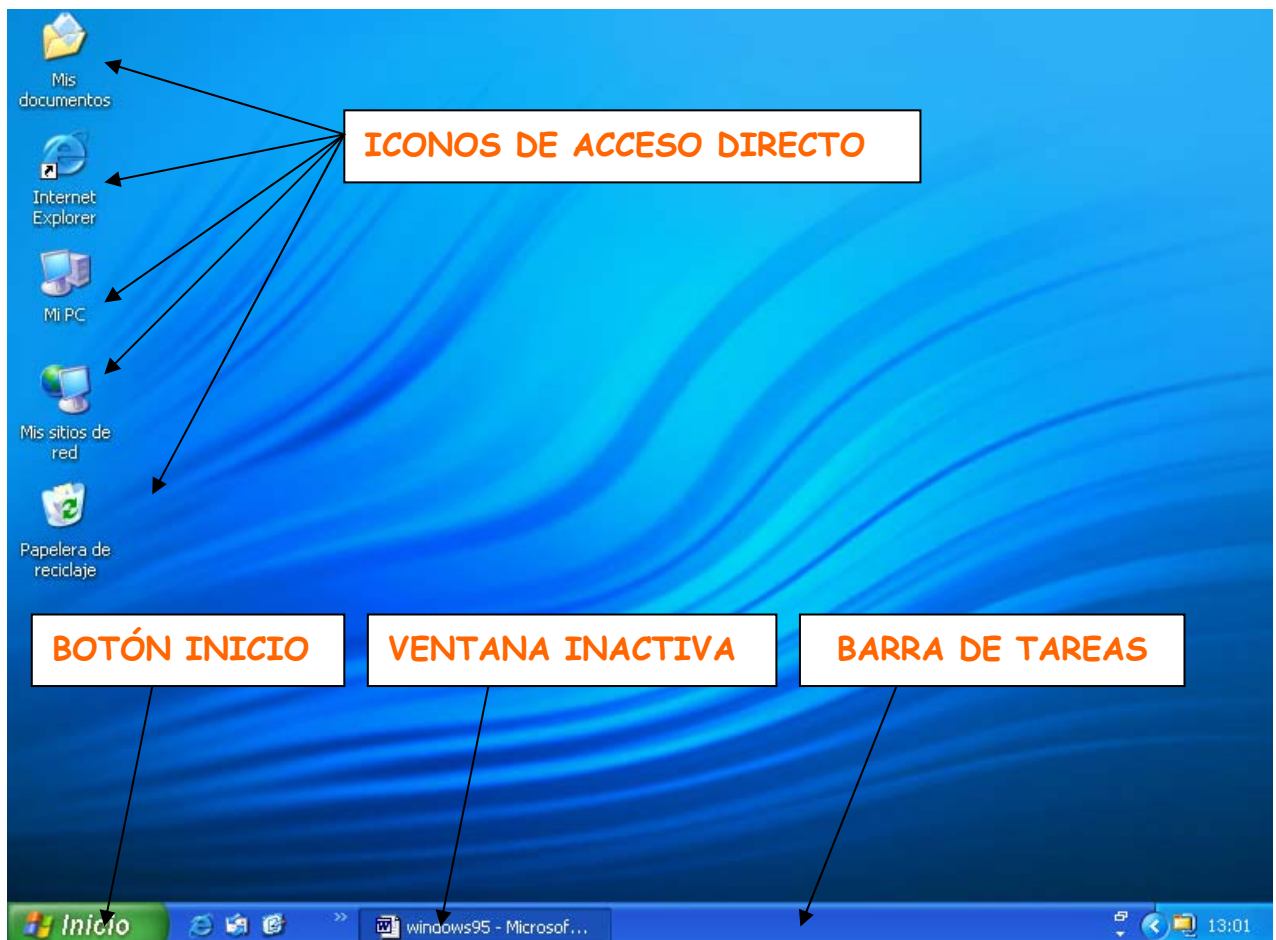 Mis
documentos
ICONOS DE ACCESO DIRECTO
Internet
Explorer
Mi PC
Mis sitios de
red
Papelera de
reciclaje
BOTÓN INICIO
VENTANA INACTIVA
BARRA DE TAREAS
Inicio
windows95 - Microsof...
13:01